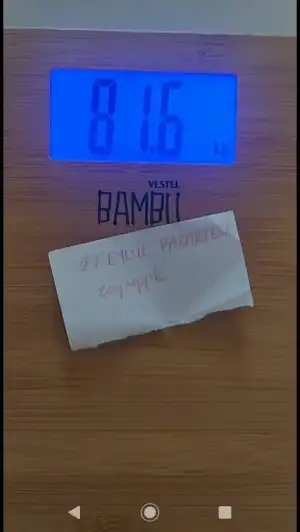 81.6
VESTEL
BAMBU
27 EYLÜL PAZARTESİ